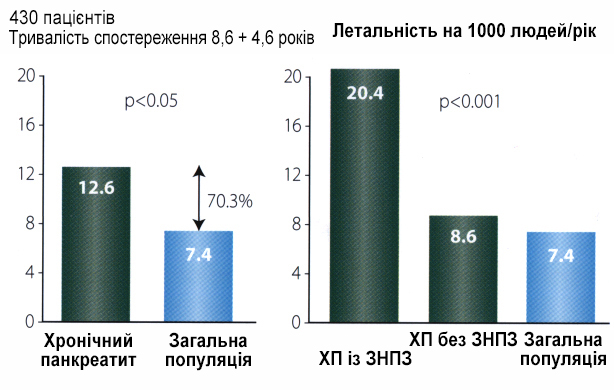 430 пацієнтів
Тривалість спостереження 8,6 + 4,6 років
Летальність на 1000 людей/рік
20
16
12
8
4
0
p<0.05
12.6
70.3%
7.4
Хронічний
панкреатит
Загальна
популяція
20
16
12
8
4
0
20.4
p<0.001
8.6
7.4
ХП із ЗНПЗ
ХП без ЗНПЗ
Загальна
популяція